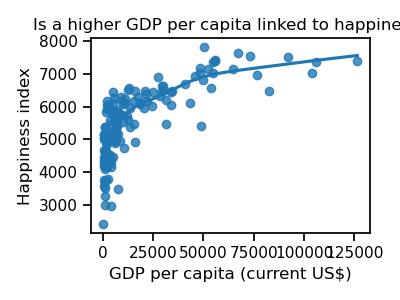 Is a higher GDP per capita linked to happine
8000
7000
6000
5000
4000
3000
Happiness index
0 25000 50000 75000 100000 125000
GDP per capita (current US$)